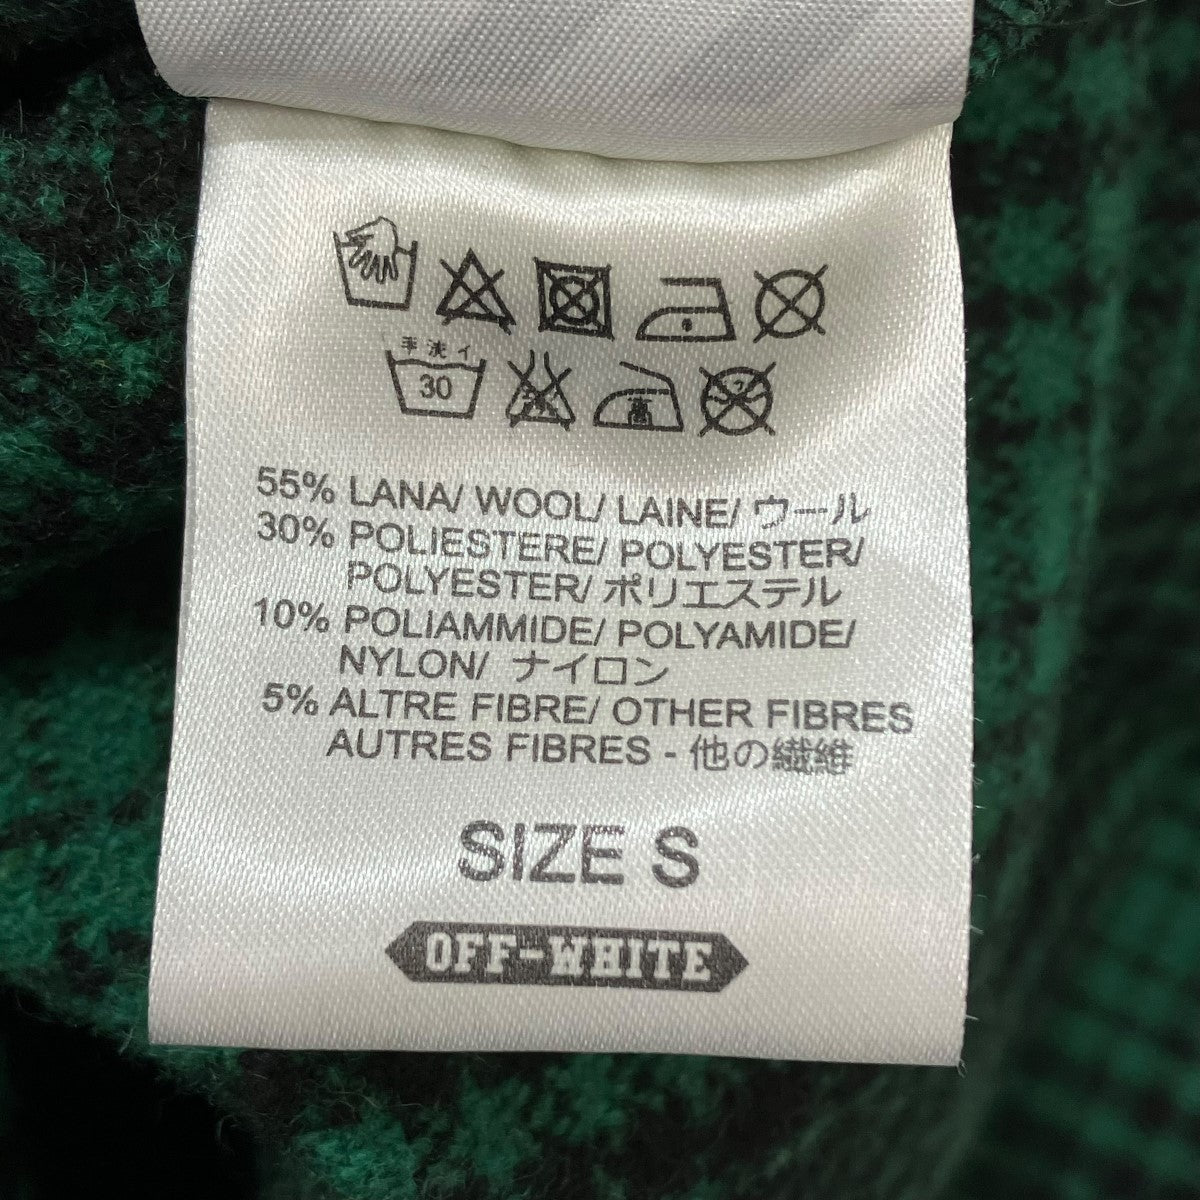 手洗イ
30
55% LANA/ WOOL/ LAINE/ ウール
30% POLIESTERE/ POLYESTER/
POLYESTER/ ポリエステル
10% POLIAMMIDE/ POLYAMIDE/
NYLON/ ナイロン
5% ALTRE FIBRE/ OTHER FIBRES
AUTRES FIBRES - 他の繊維
SIZE S
OFF-WHITE